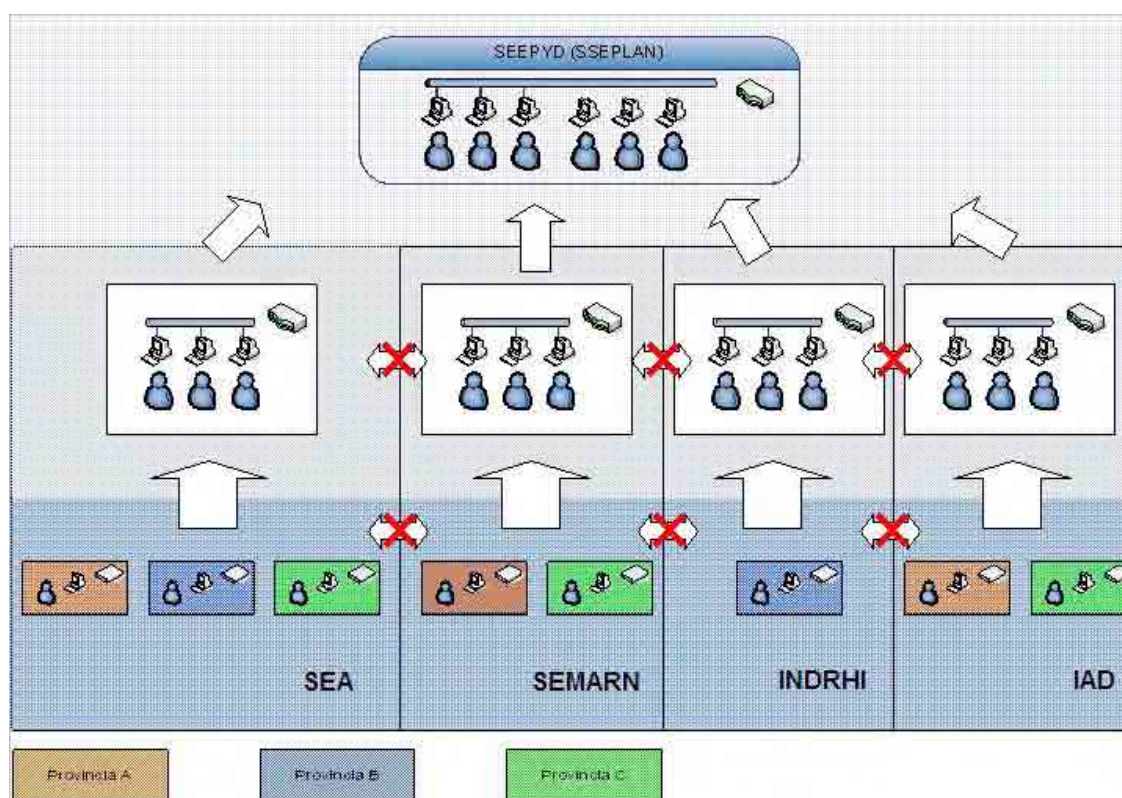 SEEPYD (SSEPLAN)
SEA
SEMARN
INDRHI
IAD
Provincia A
Provincia B
Provincia C